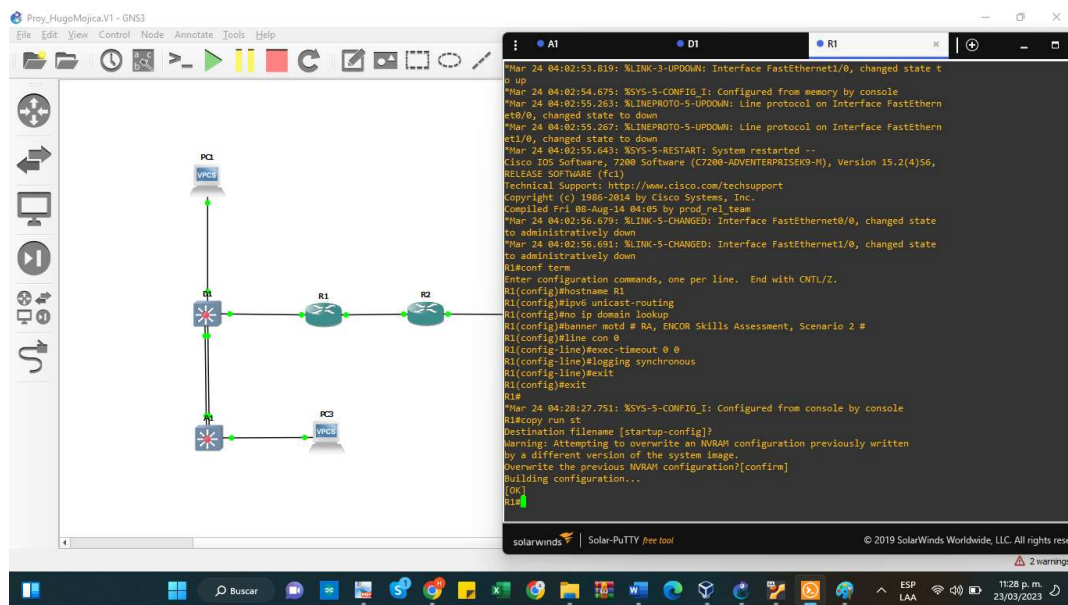 Proy_HugoMojica.V1 - GNS3
File Edit View Control Node Annotate Tools Help
PC1
VPCS
D1
R1
R2
A1
PC3
VPCS
A1 D1 R1
*Mar 24 04:02:53.819: %LINK-3-UPDOWN: Interface FastEthernet1/0, changed state t
o up
*Mar 24 04:02:54.675: %SYS-5-CONFIG_I: Configured from memory by console
*Mar 24 04:02:55.263: %LINEPROTO-5-UPDOWN: Line protocol on Interface FastEthern
et0/0, changed state to down
*Mar 24 04:02:55.267: %LINEPROTO-5-UPDOWN: Line protocol on Interface FastEthern
et1/0, changed state to down
*Mar 24 04:02:55.643: %SYS-5-RESTART: System restarted --
Cisco IOS Software, 7200 Software (C7200-ADVENTERPRISEK9-M), Version 15.2(4)S6,
RELEASE SOFTWARE (fc1)
Technical Support: http://www.cisco.com/techsupport
Copyright (c) 1986-2014 by Cisco Systems, Inc.
Compiled Fri 08-Aug-14 04:05 by prod_rel_team
*Mar 24 04:02:56.679: %LINK-5-CHANGED: Interface FastEthernet0/0, changed state
to administratively down
*Mar 24 04:02:56.691: %LINK-5-CHANGED: Interface FastEthernet1/0, changed state
to administratively down
R1#conf term
Enter configuration commands, one per line. End with CNTL/Z.
R1(config)#hostname R1
R1(config)#ipv6 unicast-routing
R1(config)#no ip domain lookup
R1(config)#banner motd # RA, ENCOR Skills Assessment, Scenario 2 #
R1(config)#line con 0
R1(config-line)#exec-timeout 0 0
R1(config-line)#logging synchronous
R1(config-line)#exit
R1(config)#exit
R1#
*Mar 24 04:28:27.751: %SYS-5-CONFIG_I: Configured from console by console
R1#copy run st
Destination filename [startup-config]?
Warning: Attempting to overwrite an NVRAM configuration previously written
by a different version of the system image.
Overwrite the previous NVRAM configuration?[confirm]
Building configuration...
[OK]
R1#
solarwinds Solar-PuTTY free tool © 2019 SolarWinds Worldwide, LLC. All rights rese
2 warnings
Buscar
ESP
LAA
11:28 p. m.
23/03/2023